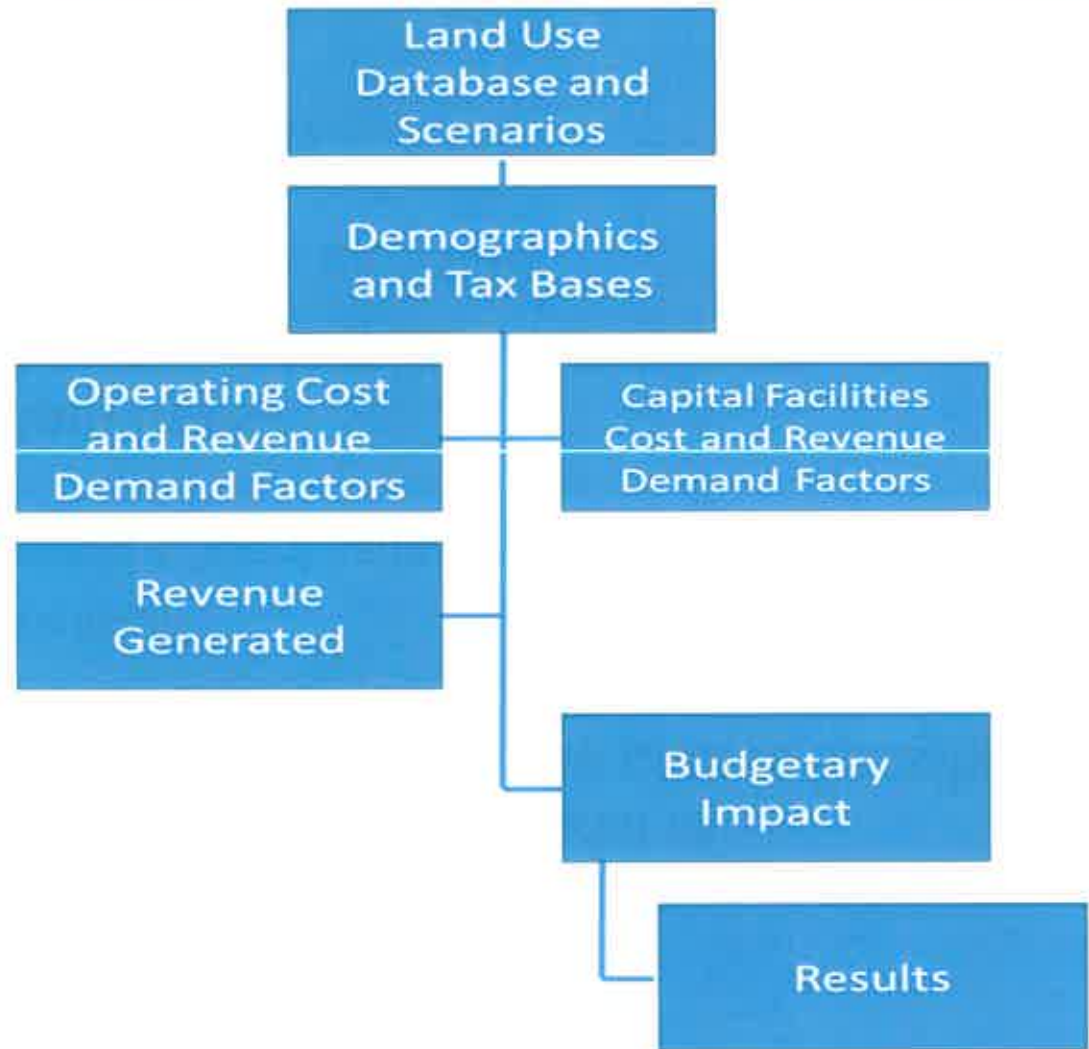 Land Use
Database and
Scenarios
Demographics
and Tax Bases
Operating Cost
and Revenue
Demand Factors
Capital Facilities
Cost and Revenue
Demand Factors
Revenue
Generated
Budgetary
Impact
Results